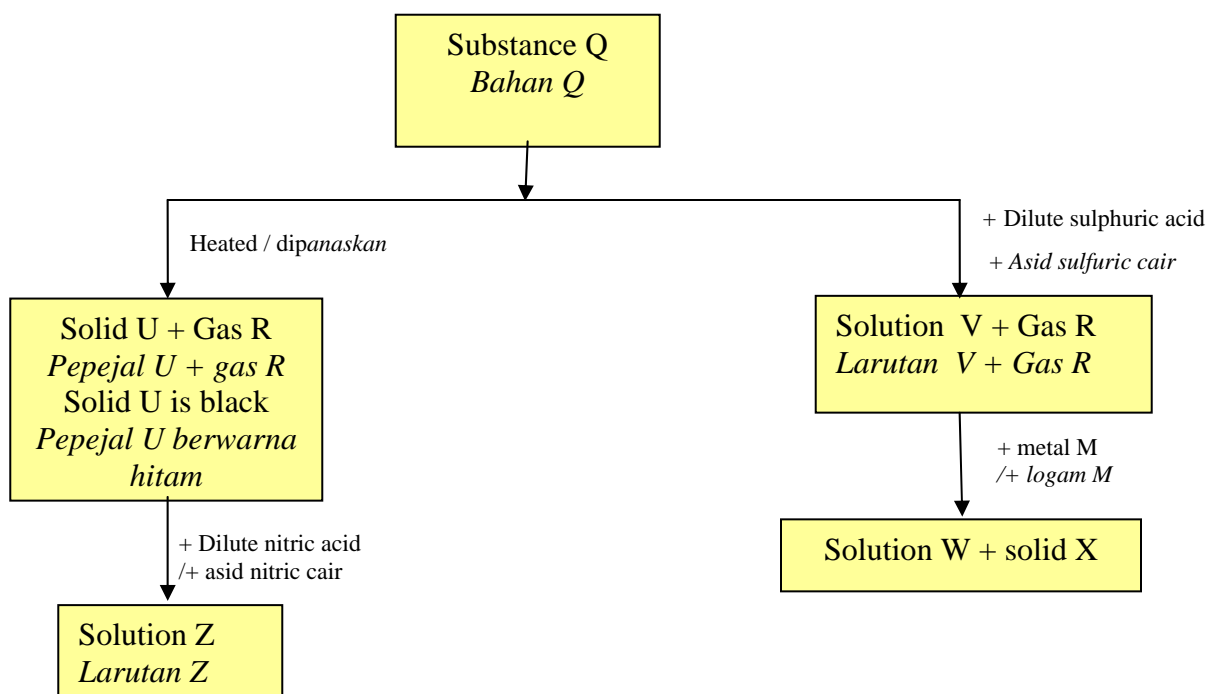 Substance Q
Bahan Q
Heated / dipanaskan
+ Dilute sulphuric acid
+ Asid sulfuric cair
Solid U + Gas R
Pepejal U + gas R
Solid U is black
Pepejal U berwarna
hitam
Solution V + Gas R
Larutan V + Gas R
+ metal M
/+ logam M
Solution W + solid X
+ Dilute nitric acid
/+ asid nitric cair
Solution Z
Larutan Z